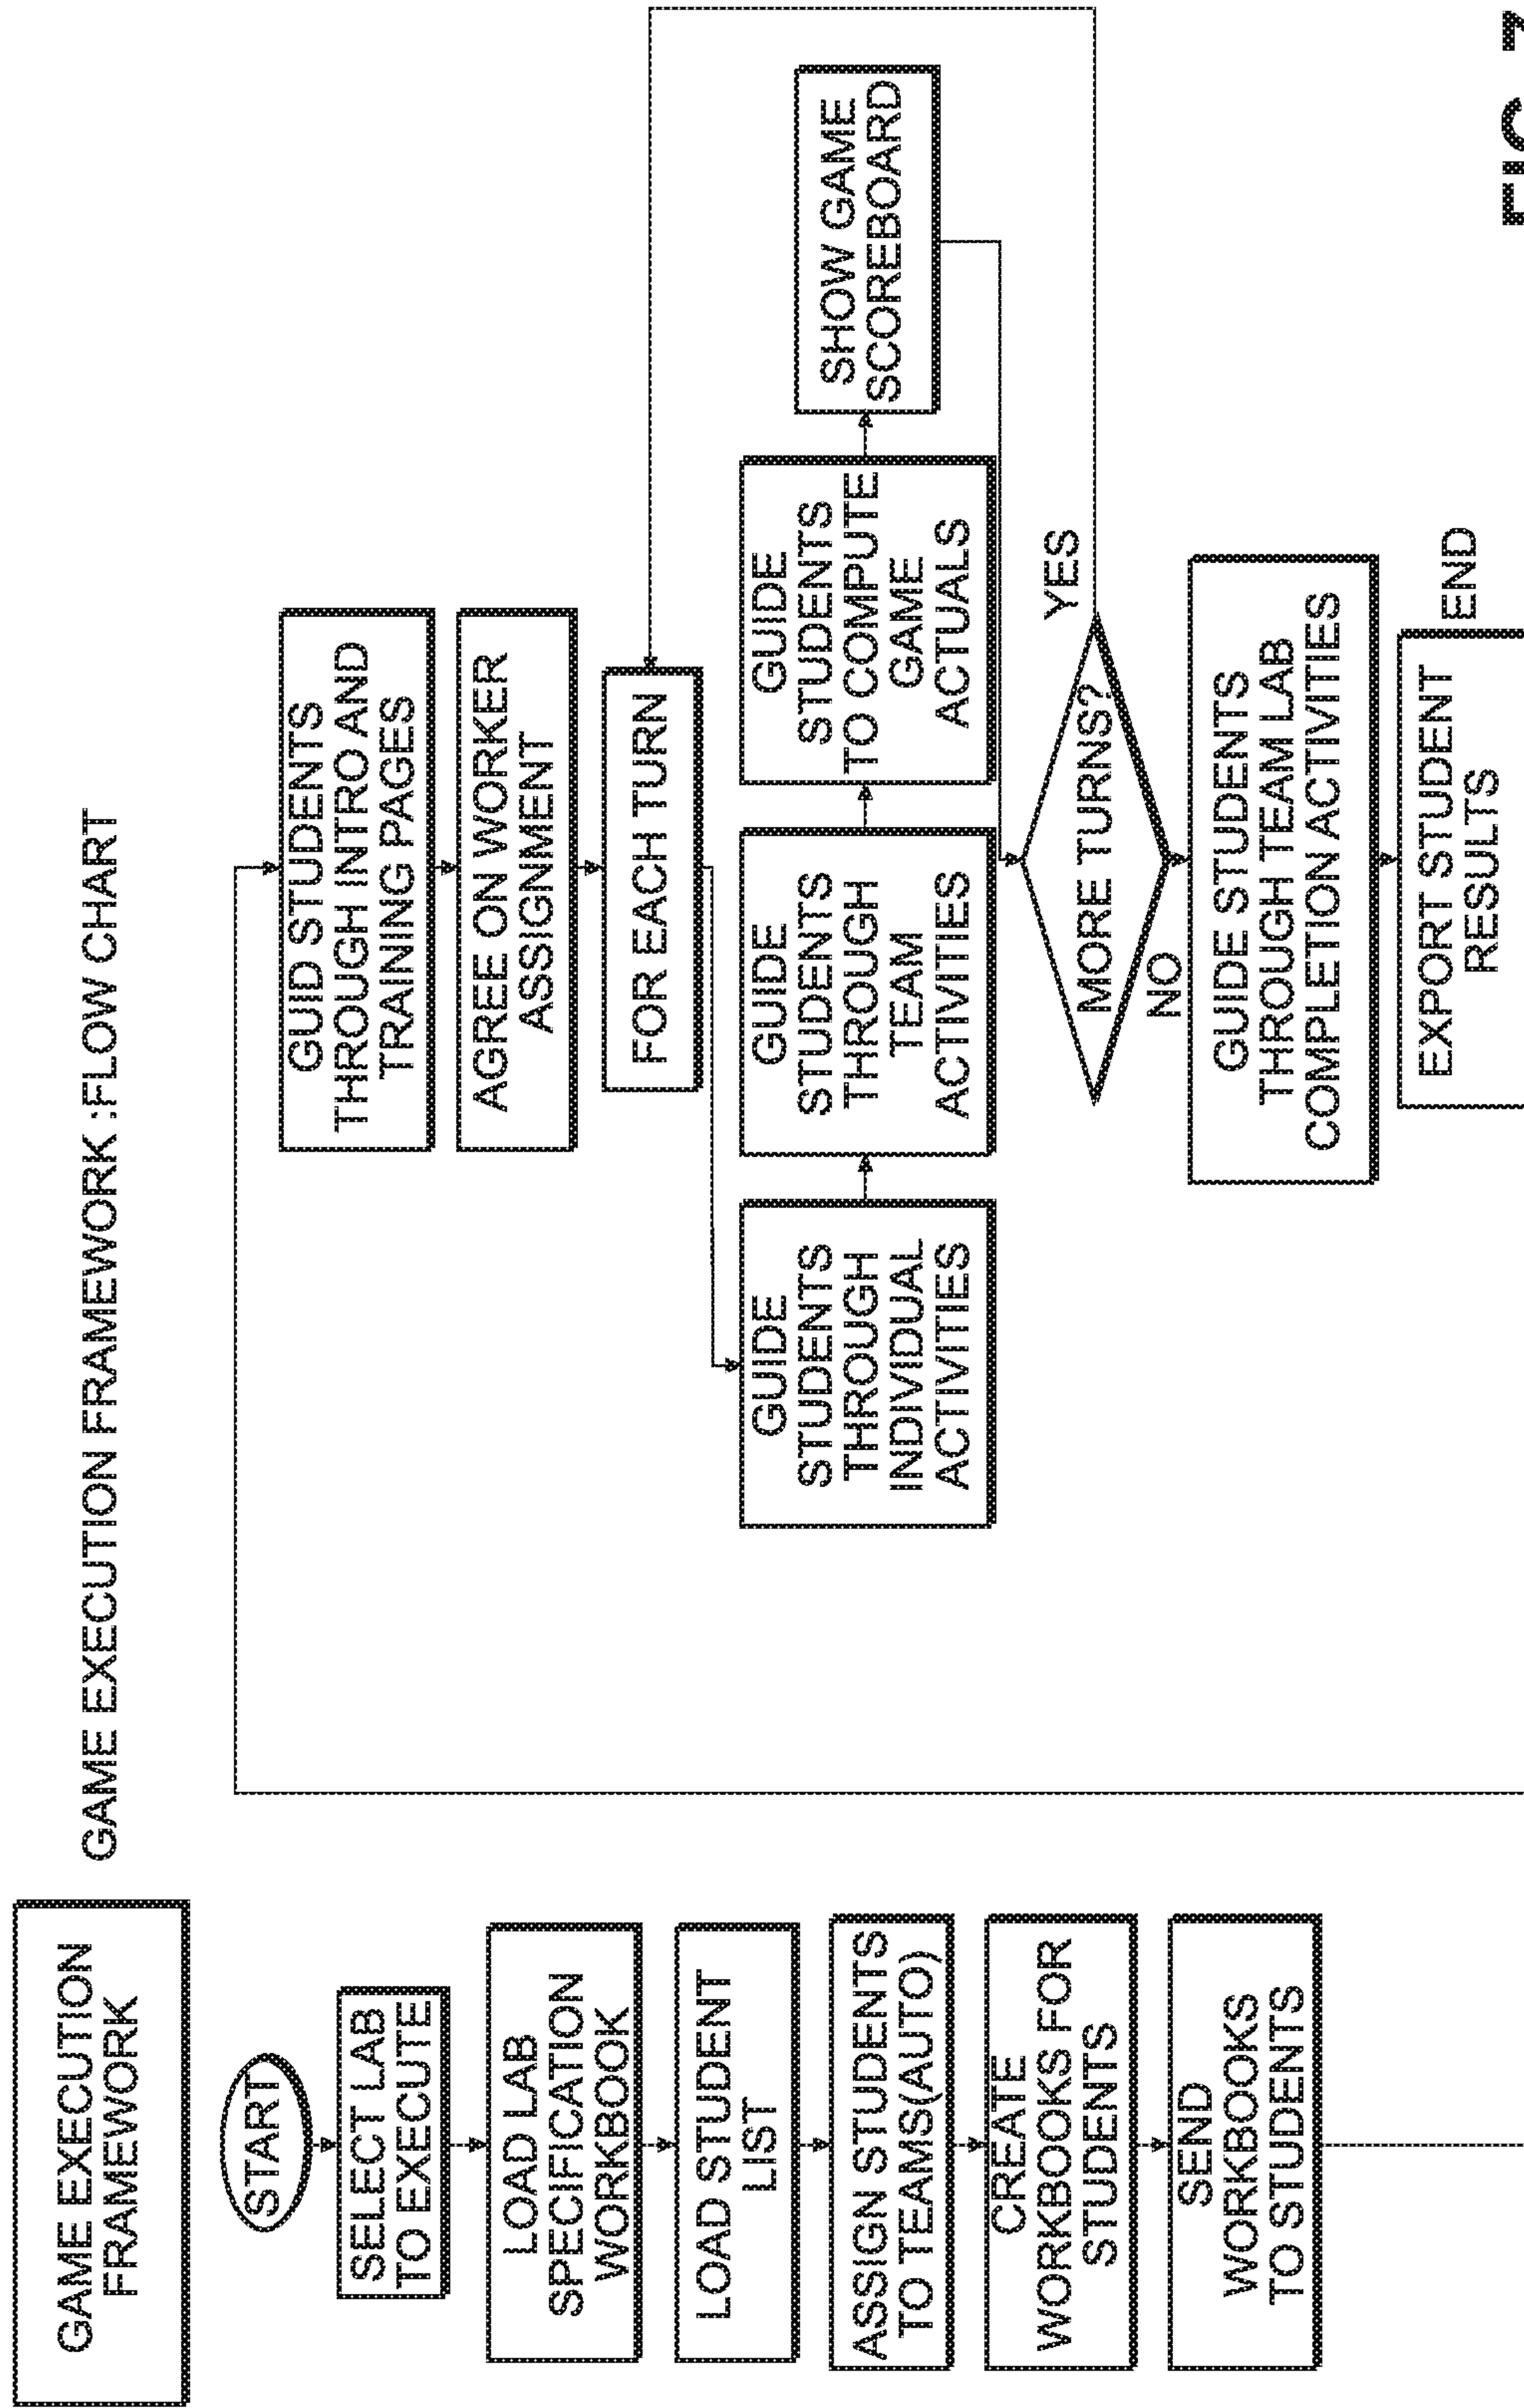 GAME EXECUTION
FRAMEWORK
GAME EXECUTION FRAMEWORK :FLOW CHART
START
SELECT LAB
TO EXECUTE
LOAD LAB
SPECIFICATION
WORKBOOK
LOAD STUDENT
LIST
ASSIGN STUDENTS
TO TEAMS(AUTO)
CREATE
WORKBOOKS FOR
STUDENTS
SEND
WORKBOOKS
TO STUDENTS
GUID STUDENTS
THROUGH INTRO AND
TRAINING PAGES
AGREE ON WORKER
ASSIGNMENT
FOR EACH TURN
GUIDE
STUDENTS
THROUGH
INDIVIDUAL
ACTIVITIES
GUIDE
STUDENTS
THROUGH
TEAM
ACTIVITIES
GUIDE
STUDENTS
TO COMPUTE
GAME
ACTUALS
SHOW GAME
SCOREBOARD
MORE TURNS?
YES
NO
GUIDE STUDENTS
THROUGH TEAM LAB
COMPLETION ACTIVITIES
EXPORT STUDENT
RESULTS
END